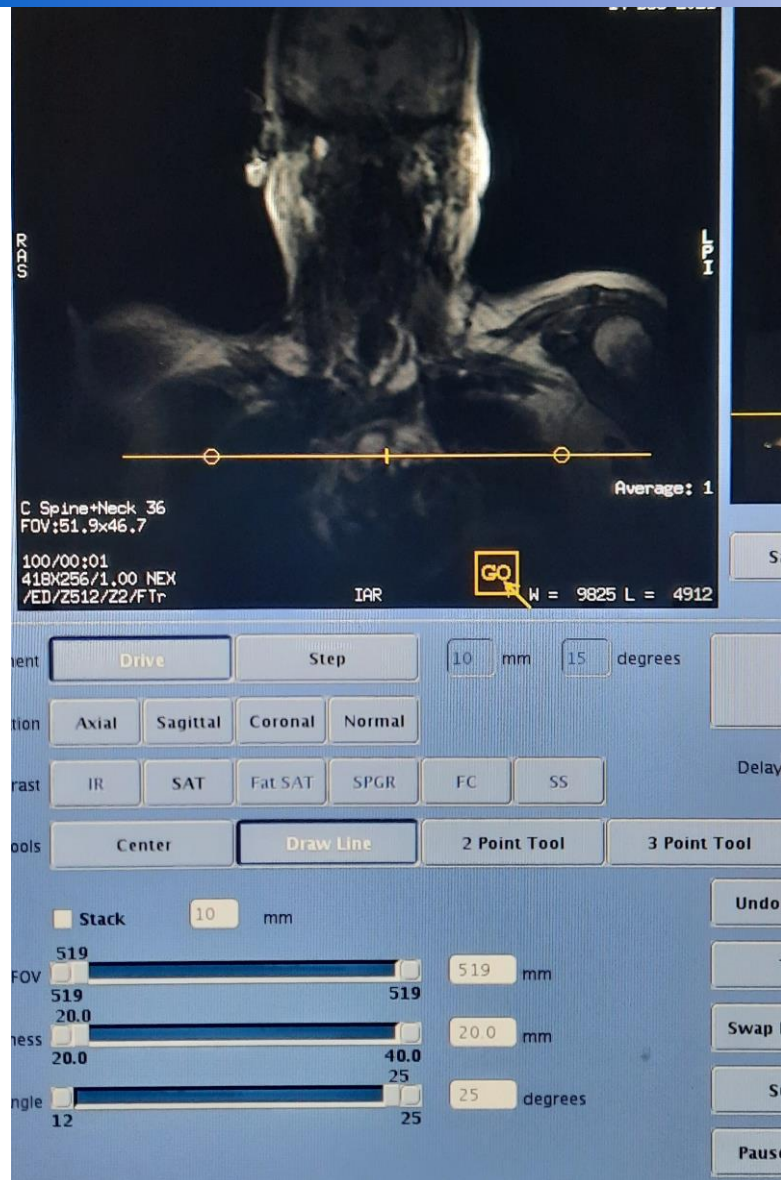 R
A
S
L
P
I
Average: 1
C Spine+Neck 36
FOV:51.9x46.7
100/00:01
418X256/1.00 NEX
/ED/Z512/Z2/FTr
IAR
GO
W = 9825 L = 4912
Drive Step 10 mm 15 degrees
Axial Sagittal Coronal Normal
IR SAT Fat SAT SPGR FC SS
Delay
Center Draw Line 2 Point Tool 3 Point Tool
Undo
Stack 10 mm
519
FOV 519 mm
519 519
20.0
20.0 mm
Swap
20.0 40.0
25
25 degrees
12 25
Pause